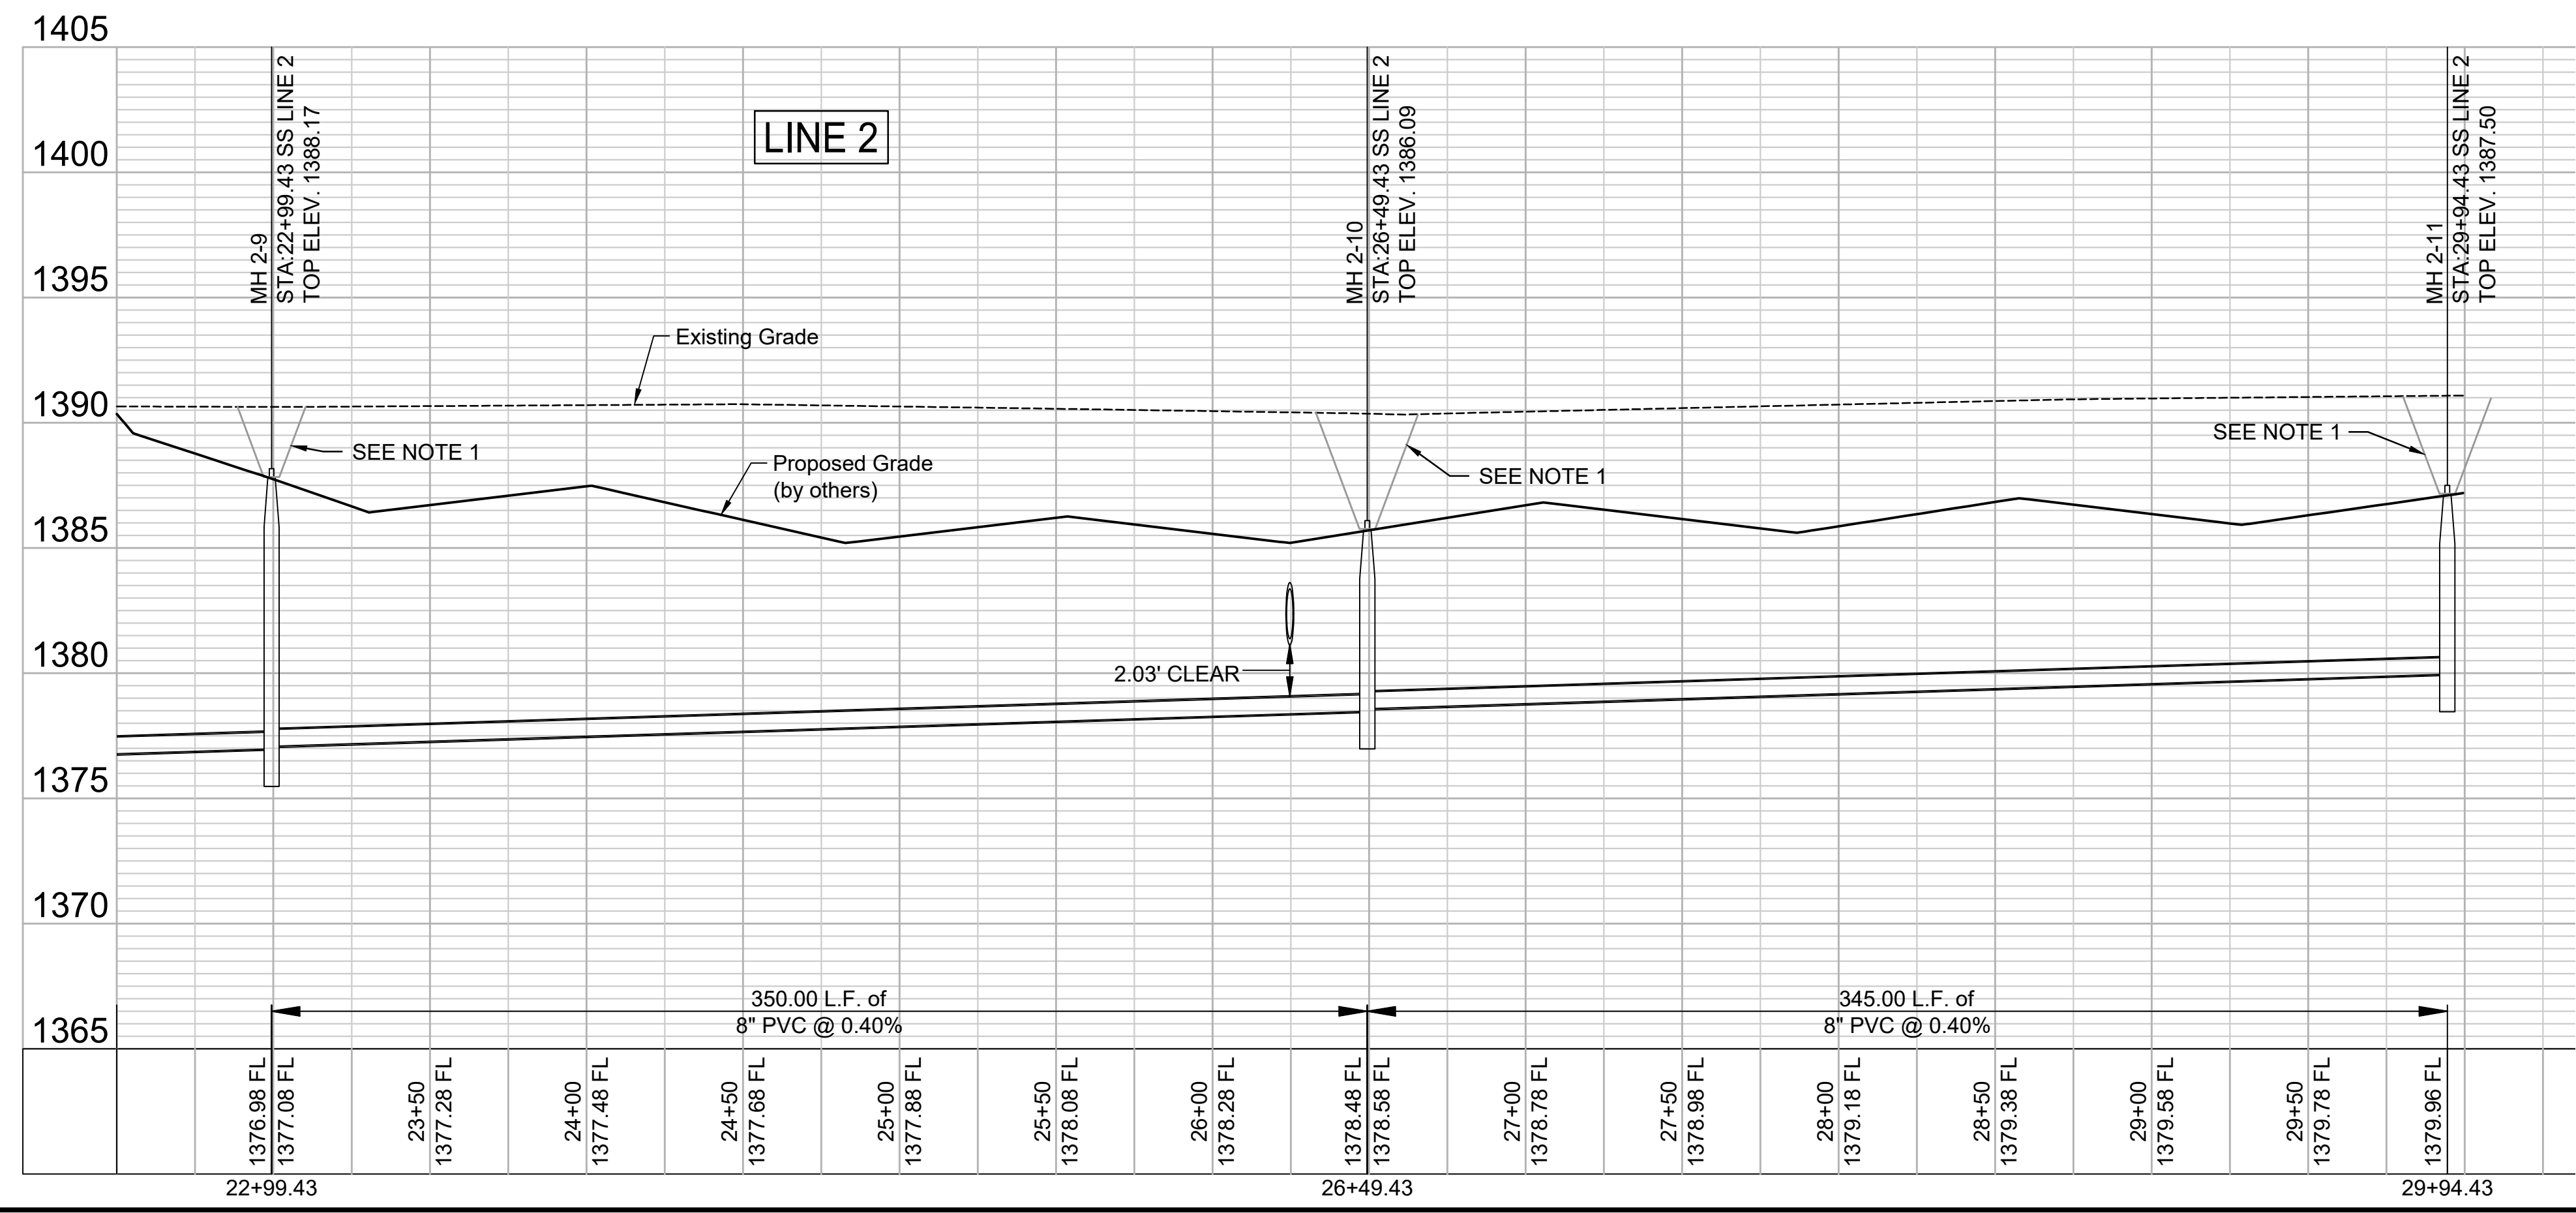 1405
1400
1395
1390
1385
1380
1375
1370
1365
LINE 2
MH 2-9
STA:22+99.43 SS LINE 2
TOP ELEV. 1388.17
MH 2-10
STA:26+49.43 SS LINE 2
TOP ELEV. 1386.09
MH 2-11
STA:29+94.43 SS LINE 2
TOP ELEV. 1387.50
Existing Grade
SEE NOTE 1
Proposed Grade
(by others)
SEE NOTE 1
SEE NOTE 1
2.03' CLEAR
350.00 L.F. of
8" PVC @ 0.40%
345.00 L.F. of
8" PVC @ 0.40%
1376.98 FL
1377.08 FL
23+50
1377.28 FL
24+00
1377.48 FL
24+50
1377.68 FL
25+00
1377.88 FL
25+50
1378.08 FL
26+00
1378.28 FL
1378.48 FL
1378.58 FL
27+00
1378.78 FL
27+50
1378.98 FL
28+00
1379.18 FL
28+50
1379.38 FL
29+00
1379.58 FL
29+50
1379.78 FL
1379.96 FL
22+99.43
26+49.43
29+94.43